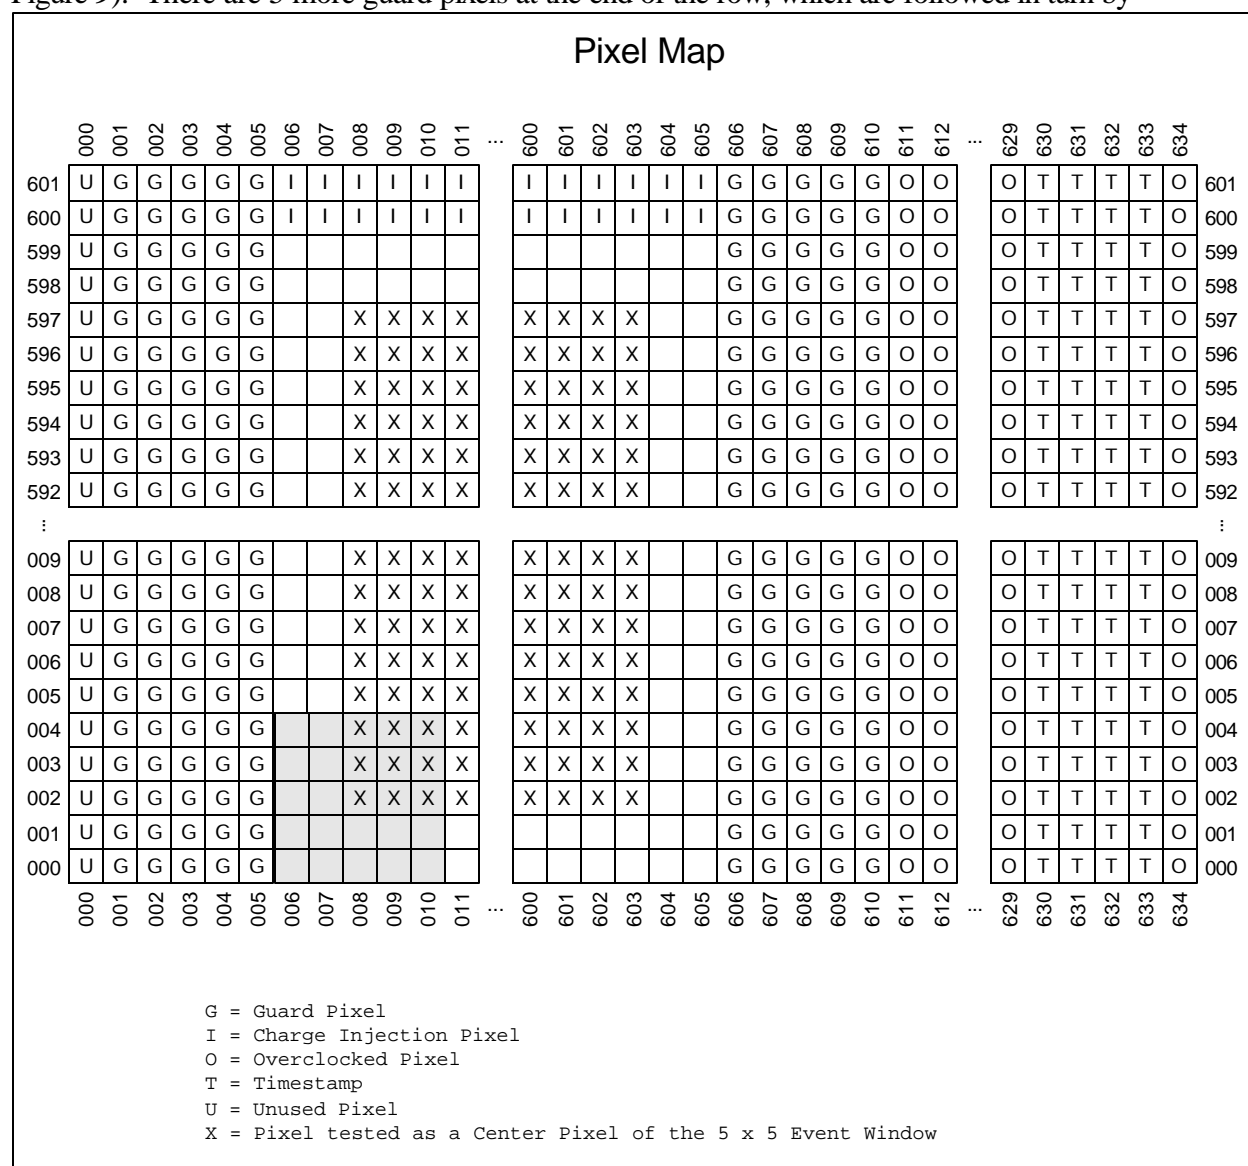 Figure 9). There are 5 more guard pixels at the end of the row, which are followed in turn by
Pixel Map
000 001 002 003 004 005 006 007 008 009 010 011 ... 600 601 602 603 604 605 606 607 608 609 610 611 612 ... 629 630 631 632 633 634
601 U G G G G G I I I I I I I I I I I I G G G G G O O O T T T T O 601
600 U G G G G G I I I I I I I I I I I I G G G G G O O O T T T T O 600
599 U G G G G G G G G G G O O O T T T T O 599
598 U G G G G G G G G G G O O O T T T T O 598
597 U G G G G G X X X X X X X X G G G G G O O O T T T T O 597
596 U G G G G G X X X X X X X X G G G G G O O O T T T T O 596
595 U G G G G G X X X X X X X X G G G G G O O O T T T T O 595
594 U G G G G G X X X X X X X X G G G G G O O O T T T T O 594
593 U G G G G G X X X X X X X X G G G G G O O O T T T T O 593
592 U G G G G G X X X X X X X X G G G G G O O O T T T T O 592
... ...
009 U G G G G G X X X X X X X X G G G G G O O O T T T T O 009
008 U G G G G G X X X X X X X X G G G G G O O O T T T T O 008
007 U G G G G G X X X X X X X X G G G G G O O O T T T T O 007
006 U G G G G G X X X X X X X X G G G G G O O O T T T T O 006
005 U G G G G G X X X X X X X X G G G G G O O O T T T T O 005
004 U G G G G G X X X X X X X X G G G G G O O O T T T T O 004
003 U G G G G G X X X X X X X X G G G G G O O O T T T T O 003
002 U G G G G G X X X X X X X X G G G G G O O O T T T T O 002
001 U G G G G G G G G G G O O O T T T T O 001
000 U G G G G G G G G G G O O O T T T T O 000
000 001 002 003 004 005 006 007 008 009 010 011 ... 600 601 602 603 604 605 606 607 608 609 610 611 612 ... 629 630 631 632 633 634
G = Guard Pixel
I = Charge Injection Pixel
O = Overclocked Pixel
T = Timestamp
U = Unused Pixel
X = Pixel tested as a Center Pixel of the 5 x 5 Event Window